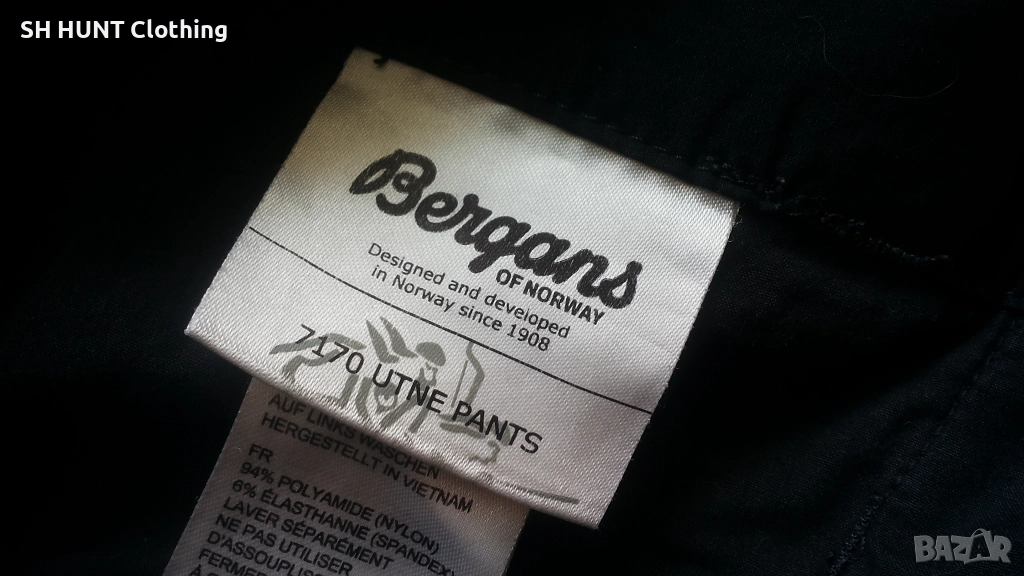 SH HUNT Clothing
Bergans
OF NORWAY
Designed and developed
in Norway since 1908
7170 UTNE PANTS
AUF LINKS WASCHEN
HERGESTELLT IN VIETNAM
FR
94% POLYAMIDE (NYLON)
6% ÉLASTHANNE (SPANDEX)
LAVER SÉPARÉMENT
NE PAS UTILISER
BAZAR